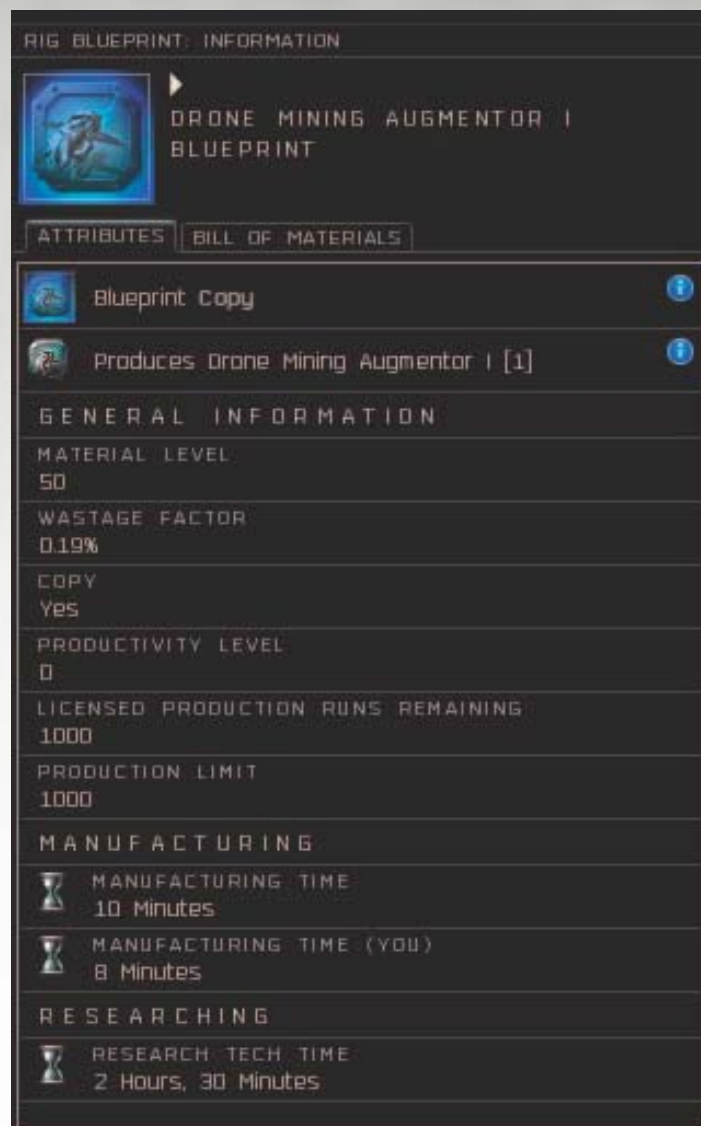 RIG BLUEPRINT: INFORMATION
DRONE MINING AUGMENTOR I
BLUEPRINT
ATTRIBUTES
BILL OF MATERIALS
Blueprint Copy
Produces Drone Mining Augmentor I [1]
GENERAL INFORMATION
MATERIAL LEVEL
50
WASTAGE FACTOR
0.19%
COPY
Yes
PRODUCTIVITY LEVEL
0
LICENSED PRODUCTION RUNS REMAINING
1000
PRODUCTION LIMIT
1000
MANUFACTURING
MANUFACTURING TIME
10 Minutes
MANUFACTURING TIME (YOU)
8 Minutes
RESEARCHING
RESEARCH TECH TIME
2 Hours, 30 Minutes